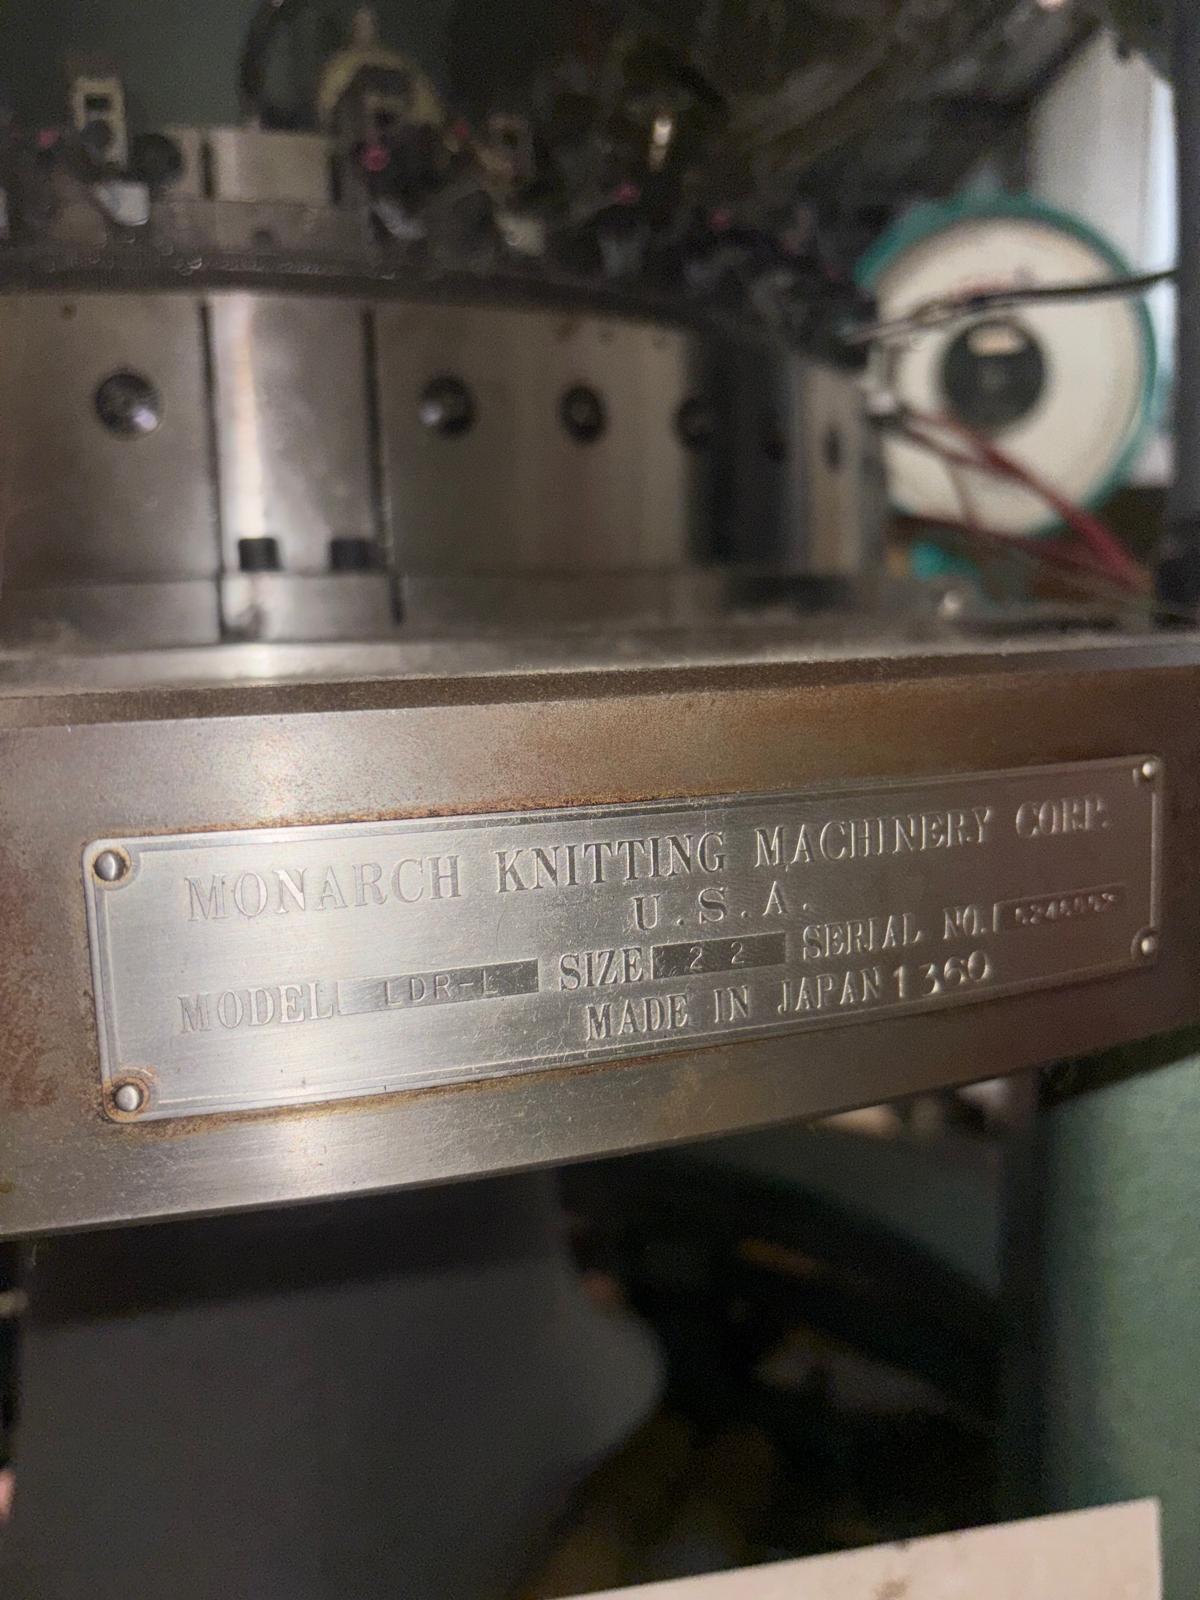 MONARCH KNITTING MACHINERY CORP.
U.S.A.
MODEL LDR-L SIZE 22 SERIAL NO.
MADE IN JAPAN 1360